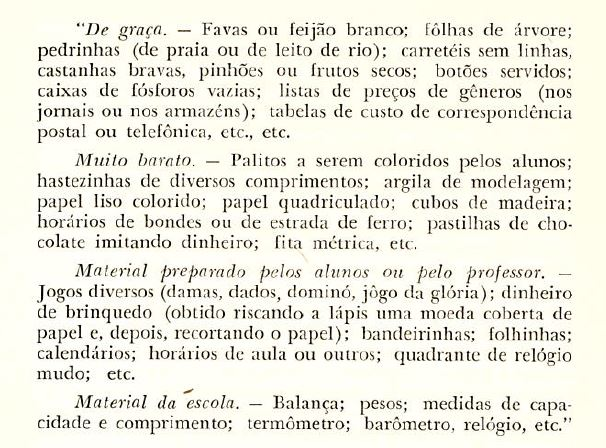 "De graça. — Favas ou feijão branco; fôlhas de árvore;
pedrinhas (de praia ou de leito de rio); carretéis sem linhas,
castanhas bravas, pinhões ou frutos secos; botões servidos;
caixas de fósforos vazias; listas de preços de gêneros (nos
jornais ou nos armazéns); tabelas de custo de correspondência
postal ou telefônica, etc., etc.
Muito barato. — Palitos a serem coloridos pelos alunos;
hastezinhas de diversos comprimentos; argila de modelagem;
papel liso colorido; papel quadriculado; cubos de madeira;
horários de bondes ou de estrada de ferro; pastilhas de cho-
colate imitando dinheiro; fita métrica, etc.
Material preparado pelos alunos ou pelo professor. —
Jogos diversos (damas, dados, dominó, jôgo da glória); dinheiro
de brinquedo (obtido riscando a lápis uma moeda coberta de
papel e, depois, recortando o papel); bandeirinhas; folhinhas;
calendários; horários de aula ou outros; quadrante de relógio
mudo; etc.
Material da escola. — Balança; pesos; medidas de capa-
cidade e comprimento; termômetro; barômetro, relógio, etc."